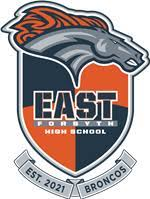 EAST
FORSYTH
HIGH SCHOOL
EST. 2021 BRONCOS